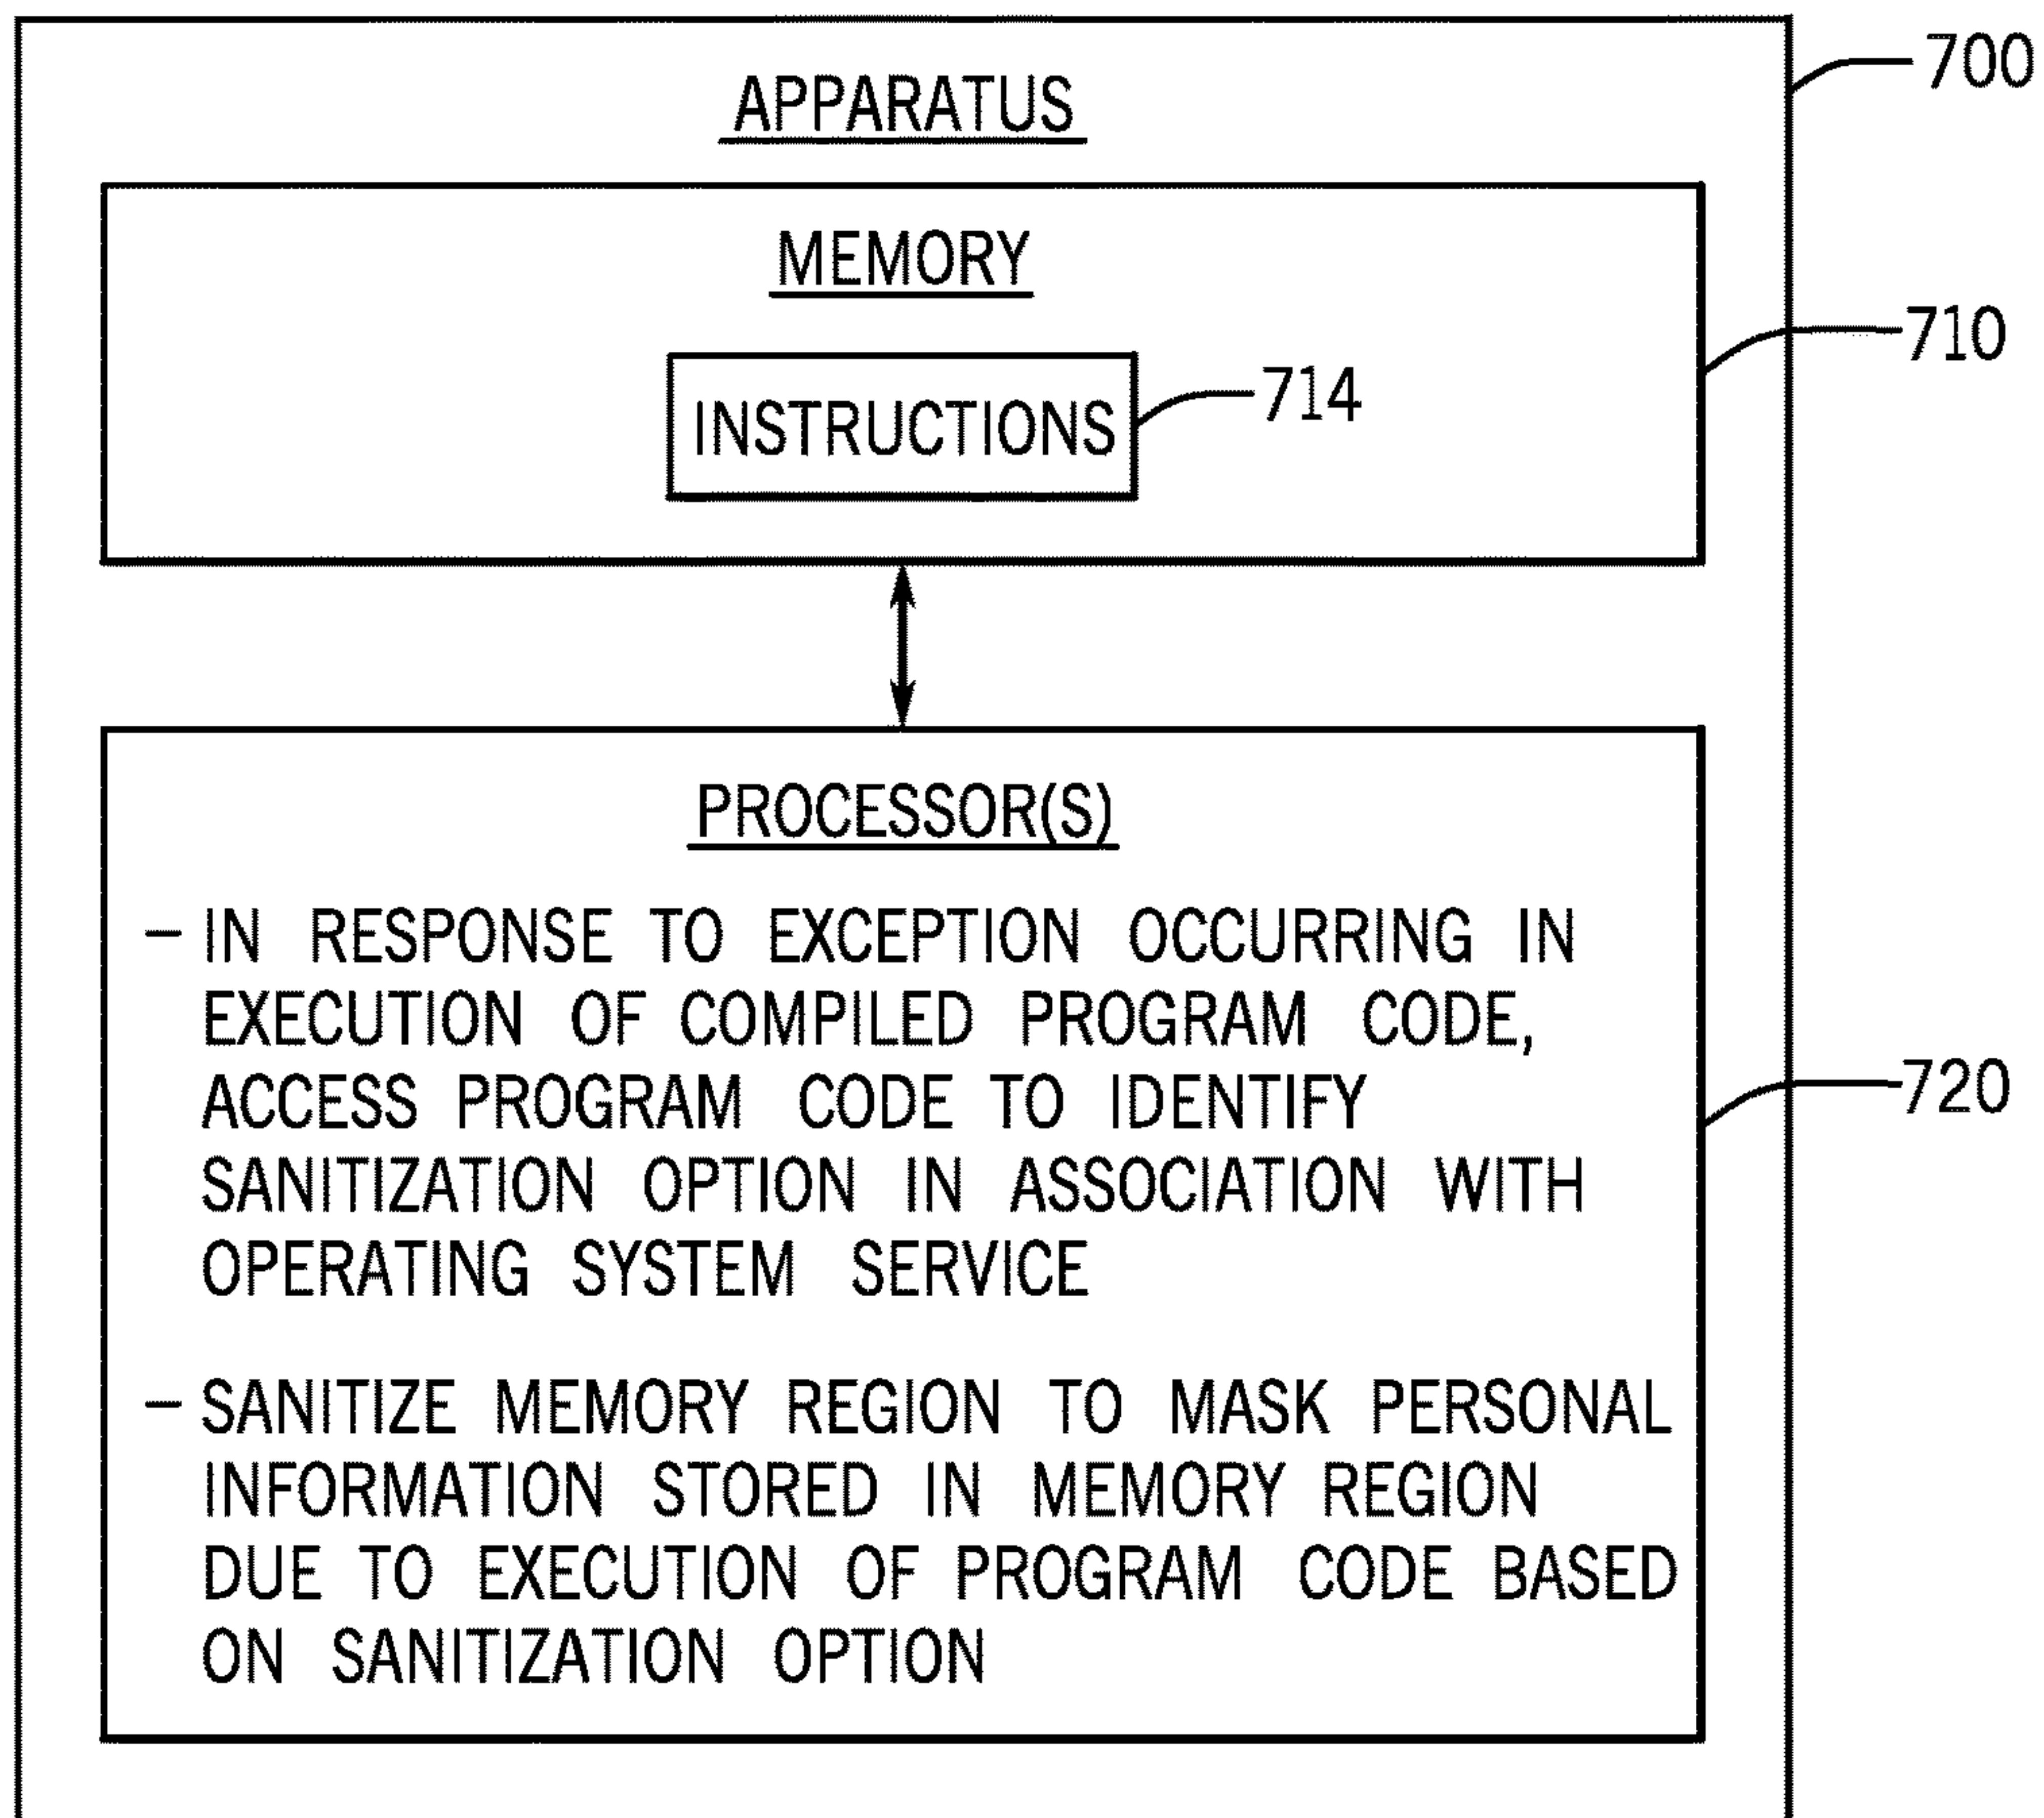 700
APPARATUS
MEMORY
710
INSTRUCTIONS
714
PROCESSOR(S)
– IN RESPONSE TO EXCEPTION OCCURRING IN
EXECUTION OF COMPILED PROGRAM CODE,
ACCESS PROGRAM CODE TO IDENTIFY
720
SANITIZATION OPTION IN ASSOCIATION WITH
OPERATING SYSTEM SERVICE
– SANITIZE MEMORY REGION TO MASK PERSONAL
INFORMATION STORED IN MEMORY REGION
DUE TO EXECUTION OF PROGRAM CODE BASED
ON SANITIZATION OPTION